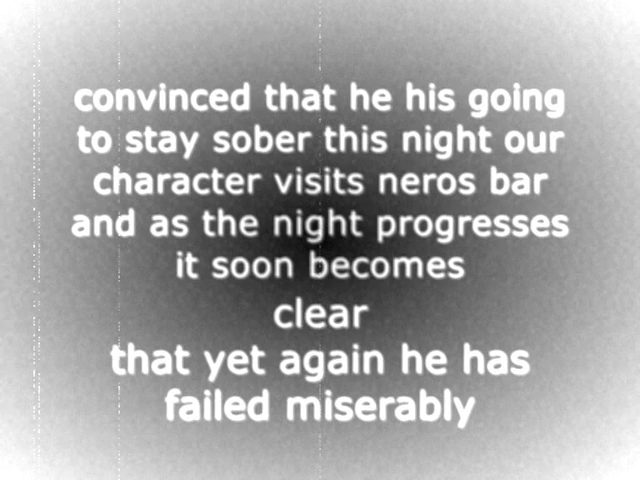 convinced that he his going
to stay sober this night our
character visits neros bar
and as the night progresses
it soon becomes
clear
that yet again he has
failed miserably